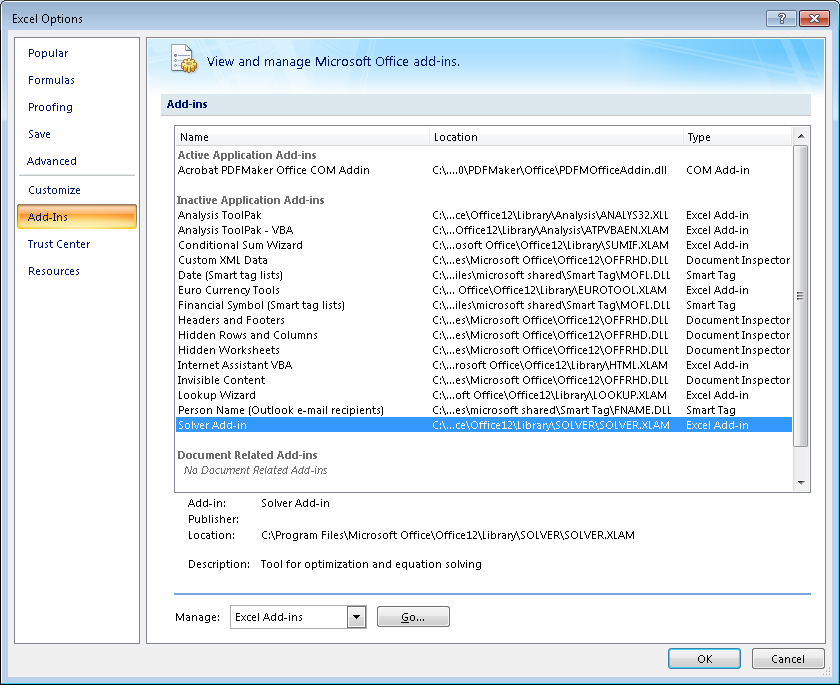 Excel Options
Popular
Formulas
Proofing
Save
Advanced
Customize
Add-Ins
Trust Center
Resources
View and manage Microsoft Office add-ins.
Add-ins
Name Location Type
Active Application Add-ins
Acrobat PDFMaker Office COM Addin C:\....0\PDFMaker\Office\PDFMOfficeAddin.dll COM Add-in
Inactive Application Add-ins
Analysis ToolPak C:\...ce\Office12\Library\Analysis\ANALYS32.XLL Excel Add-in
Analysis ToolPak - VBA C:\...Office12\Library\Analysis\ATPVBAEN.XLAM Excel Add-in
Conditional Sum Wizard C:\...osoft Office\Office12\Library\SUMIF.XLAM Excel Add-in
Custom XML Data C:\...es\Microsoft Office\Office12\OFFRHD.DLL Document Inspector
Date (Smart tag lists) C:\...iles\microsoft shared\Smart Tag\MOFL.DLL Smart Tag
Euro Currency Tools C:\... Office\Office12\Library\EUROTOOL.XLAM Excel Add-in
Financial Symbol (Smart tag lists) C:\...iles\microsoft shared\Smart Tag\MOFL.DLL Smart Tag
Headers and Footers C:\...es\Microsoft Office\Office12\OFFRHD.DLL Document Inspector
Hidden Rows and Columns C:\...es\Microsoft Office\Office12\OFFRHD.DLL Document Inspector
Hidden Worksheets C:\...es\Microsoft Office\Office12\OFFRHD.DLL Document Inspector
Internet Assistant VBA C:\...rosoft Office\Office12\Library\HTML.XLAM Excel Add-in
Invisible Content C:\...es\Microsoft Office\Office12\OFFRHD.DLL Document Inspector
Lookup Wizard C:\...oft Office\Office12\Library\LOOKUP.XLAM Excel Add-in
Person Name (Outlook e-mail recipients) C:\...es\microsoft shared\Smart Tag\FNAME.DLL Smart Tag
Solver Add-in C:\...ce\Office12\Library\SOLVER\SOLVER.XLAM Excel Add-in
Document Related Add-ins
No Document Related Add-ins
Add-in: Solver Add-in
Publisher:
Location: C:\Program Files\Microsoft Office\Office12\Library\SOLVER\SOLVER.XLAM
Description: Tool for optimization and equation solving
Manage: Excel Add-ins Go...
OK Cancel